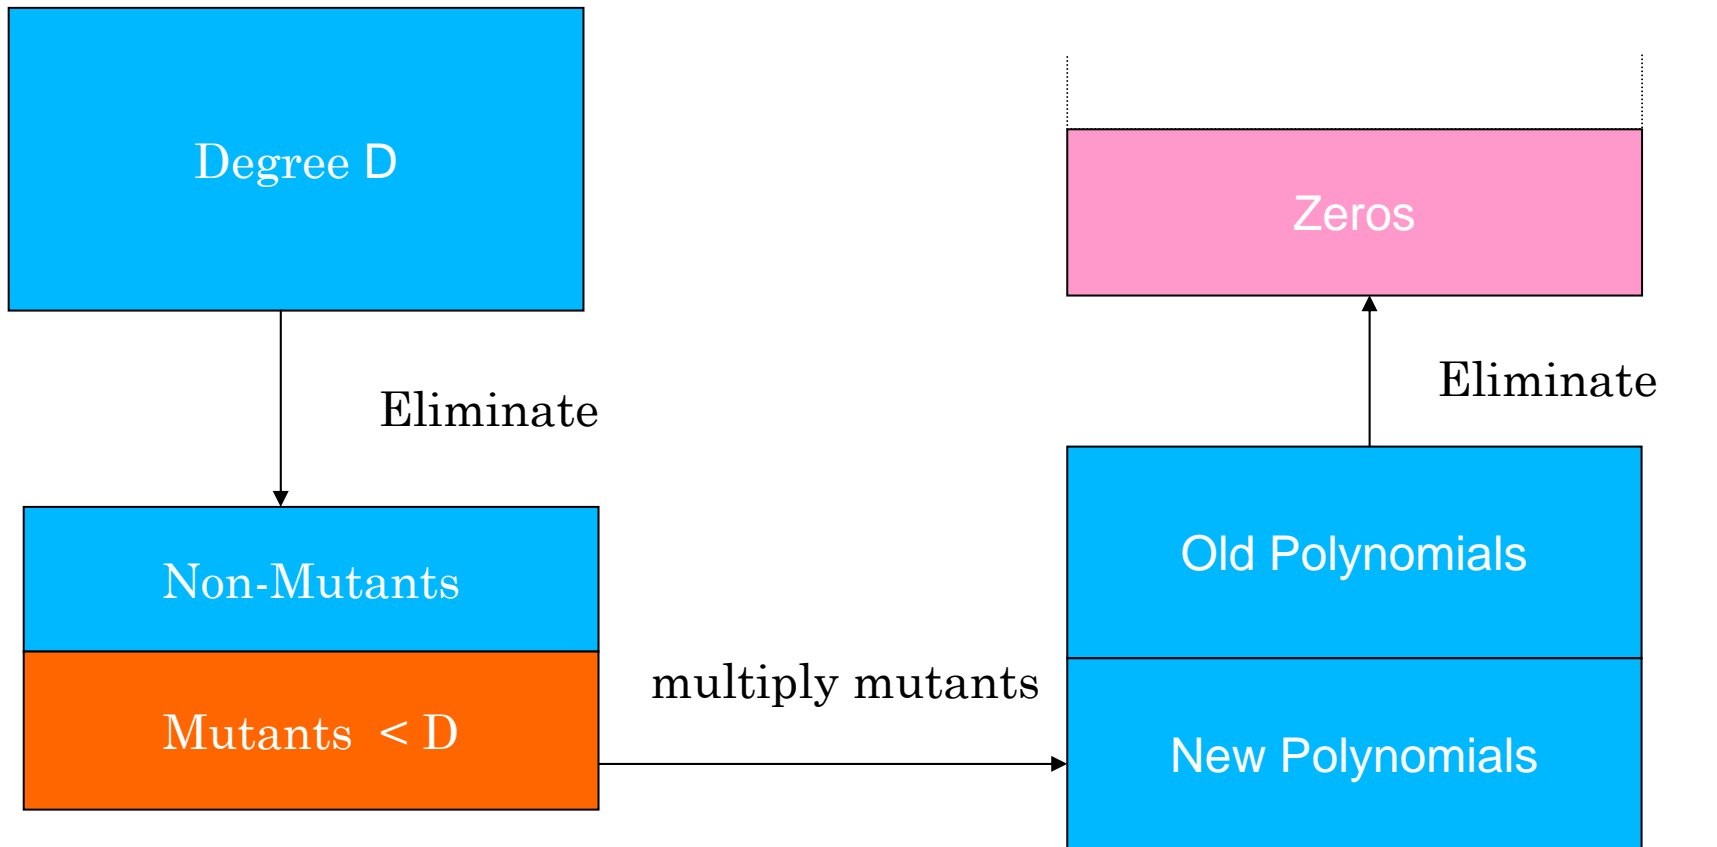 Degree D
Eliminate
Non-Mutants
Mutants < D
multiply mutants
Zeros
Eliminate
Old Polynomials
New Polynomials